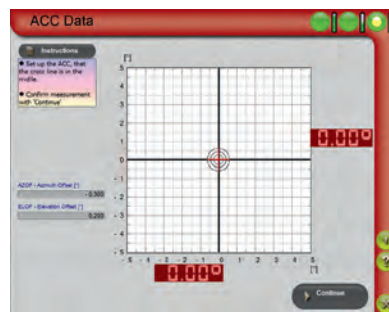 ACC Data
Instructions
● Set up the ACC, that
the cross line is in the
midle.
● Confirm measurement
with 'Continue'
[°]
5
4
3
2
1
0
- 1
- 2
- 3
- 4
- 5
0.00°
AZOF - Azimuth Offset [°]
- 0.300
ELOF - Elevation Offset [°]
0.200
- 5 - 4 - 3 - 2 - 1 0 1 2 3 4 5
0.00°
[°]
Continue
?